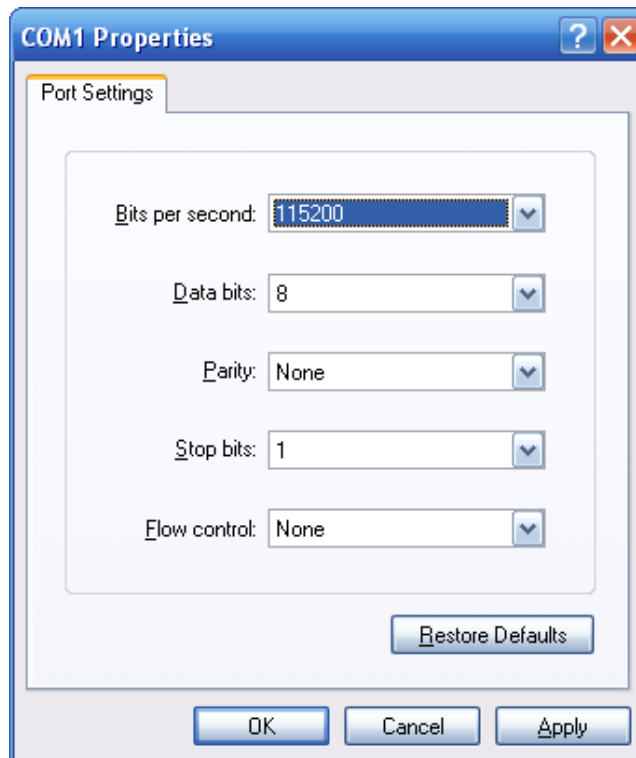 COM1 Properties
Port Settings
Bits per second: 115200
Data bits: 8
Parity: None
Stop bits: 1
Flow control: None
Restore Defaults
OK Cancel Apply